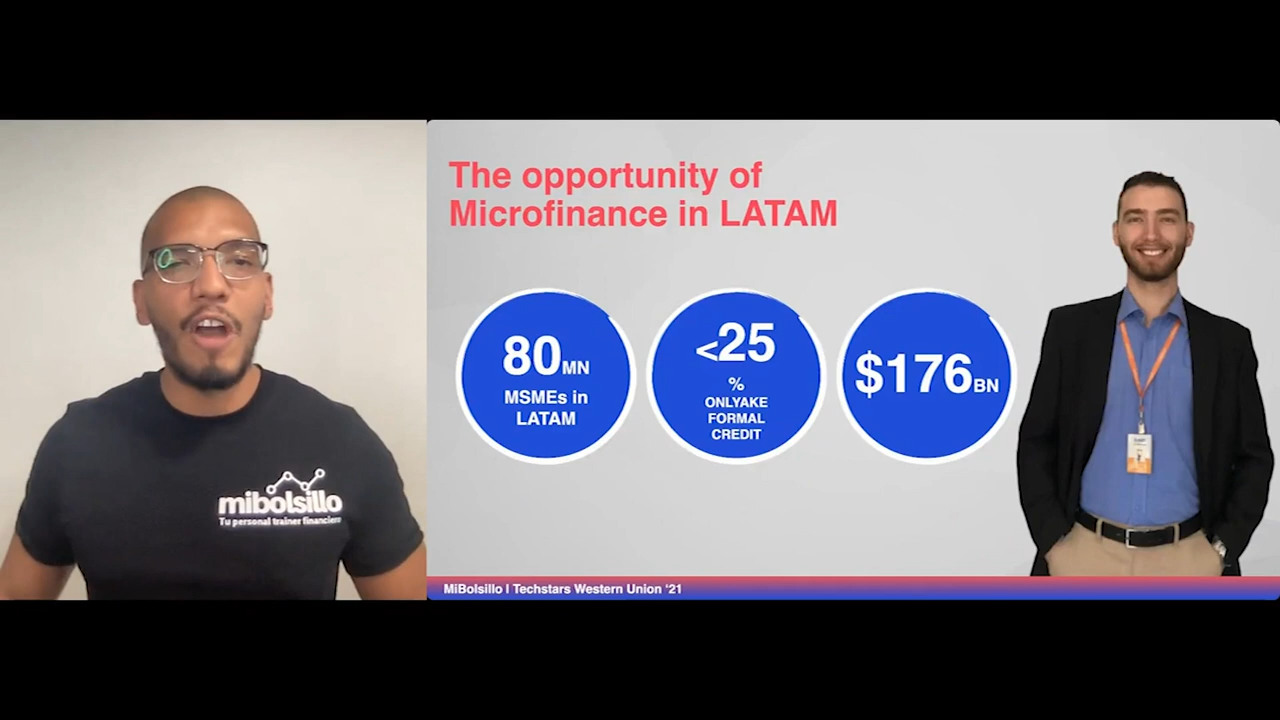 The opportunity of
Microfinance in LATAM
80MN
MSMEs in
LATAM
<25
%
ONLYAKE
FORMAL
CREDIT
$176BN
mibolsillo
Tu personal trainer financiero
MiBolsillo | Techstars Western Union ‘21